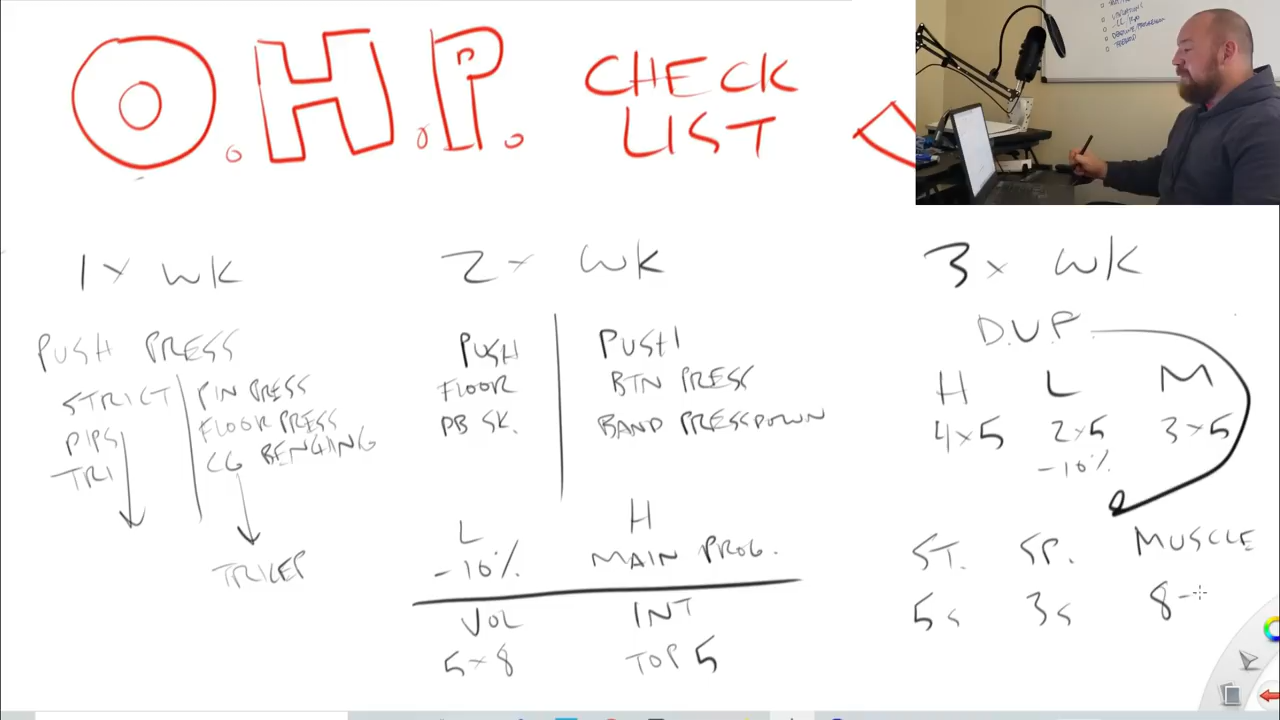 O.H.P. CHECK
LIST
1x WK
PUSH PRESS
STRICT
PIPS
TRI
PIN PRESS
FLOOR PRESS
CG BENCHING
TRICEP
2x WK
PUSH
FLOOR
PB SK.
PUSH
BTN PRESS
BAND PRESSDOWN
L
-10%
H
MAIN PROG.
VOL
5x8
INT
TOP 5
3x WK
D.U.P.
H L M
4x5 2x5 3x5
-10%
ST. SP. MUSCLE
5s 3s 8-